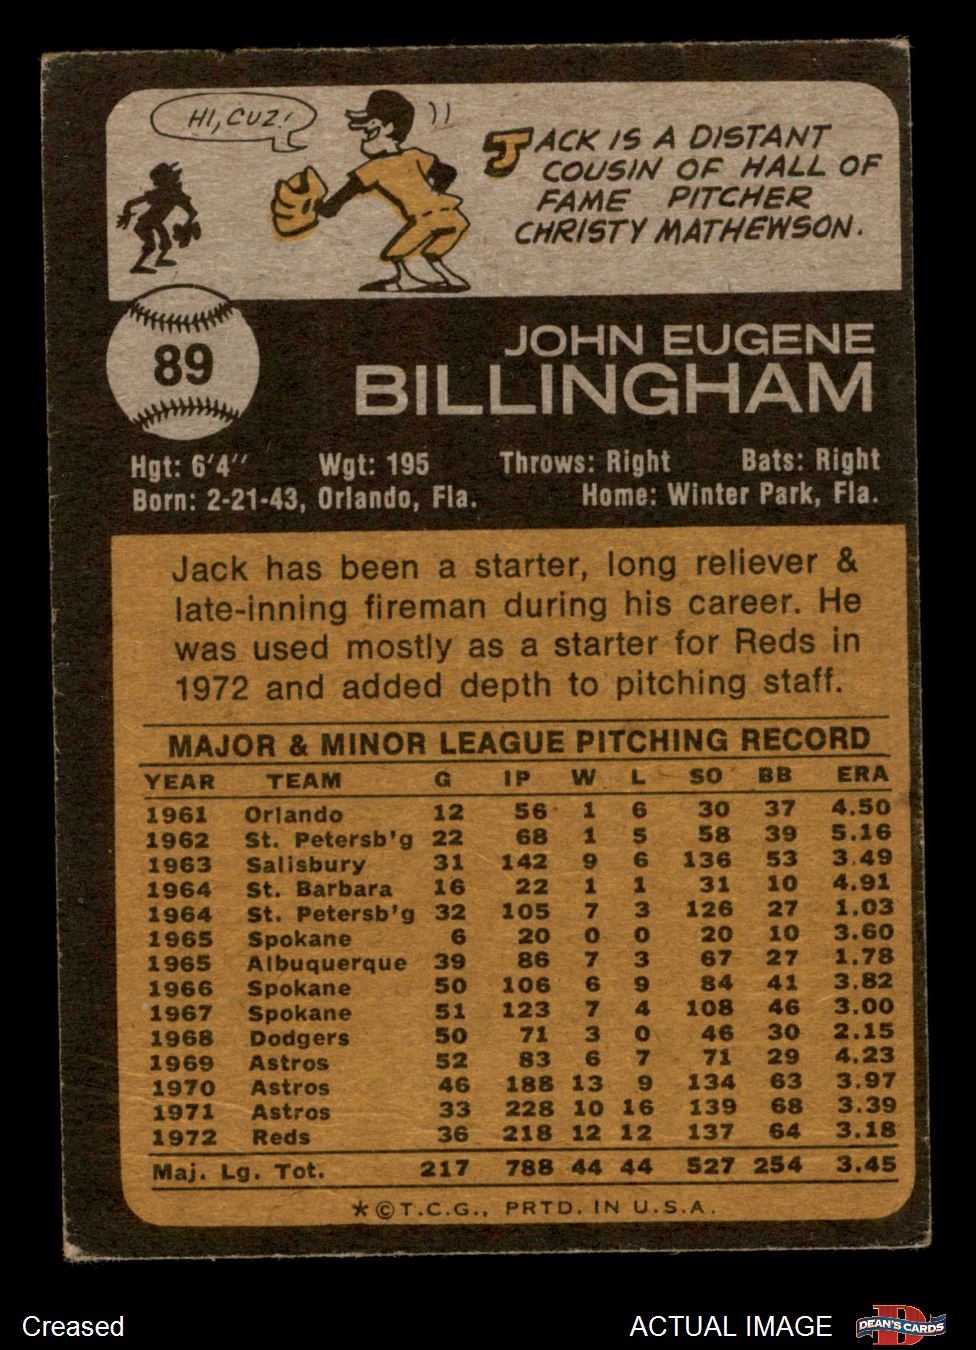 HI, CUZ!
JACK IS A DISTANT
COUSIN OF HALL OF
FAME PITCHER
CHRISTY MATHEWSON.
89
JOHN EUGENE
BILLINGHAM
Hgt: 6'4" Wgt: 195 Throws: Right Bats: Right
Born: 2-21-43, Orlando, Fla. Home: Winter Park, Fla.
Jack has been a starter, long reliever &
late-inning fireman during his career. He
was used mostly as a starter for Reds in
1972 and added depth to pitching staff.
MAJOR & MINOR LEAGUE PITCHING RECORD
YEAR TEAM G IP W L SO BB ERA
1961 Orlando 12 56 1 6 30 37 4.50
1962 St. Petersb'g 22 68 1 5 58 39 5.16
1963 Salisbury 31 142 9 6 136 53 3.49
1964 St. Barbara 16 22 1 1 31 10 4.91
1964 St. Petersb'g 32 105 7 3 126 27 1.03
1965 Spokane 6 20 0 0 20 10 3.60
1965 Albuquerque 39 86 7 3 67 27 1.78
1966 Spokane 50 106 6 9 84 41 3.82
1967 Spokane 51 123 7 4 108 46 3.00
1968 Dodgers 50 71 3 0 46 30 2.15
1969 Astros 52 83 6 7 71 29 4.23
1970 Astros 46 188 13 9 134 63 3.97
1971 Astros 33 228 10 16 139 68 3.39
1972 Reds 36 218 12 12 137 64 3.18
Maj. Lg. Tot. 217 788 44 44 527 254 3.45
*©T.C.G., PRTD. IN U.S.A.
Creased
ACTUAL IMAGE
D
DEAN'S CARDS